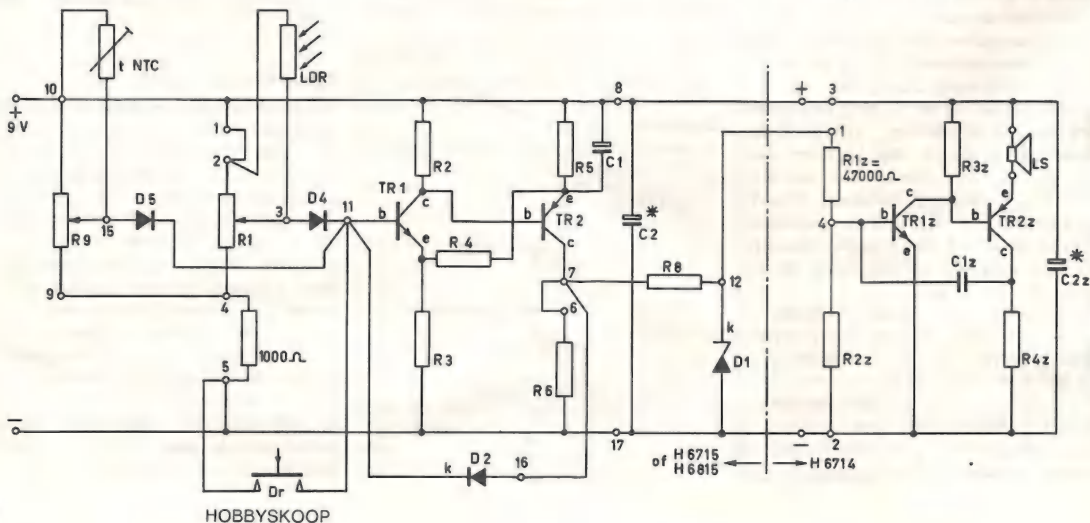 t NTC
LDR
10
+
9 V
1
2
R2
R5
C1
8
+
3
1
R1z =
47000Ω
R3z
LS
e
TR1
c
b
e
TR2
e
b
c
C2
*
4
c
b
TR1z
e
b
TR2z
c
C2z
*
R9
15
D5
R1
3
D4
11
R4
7
R8
12
C1z
9
4
6
k
D1
1000Ω
R3
R6
R2z
R4z
5
−
17
−
2
k
D2
16
of H 6715
H 6815
H 6714
Dr
HOBBYSKOOP